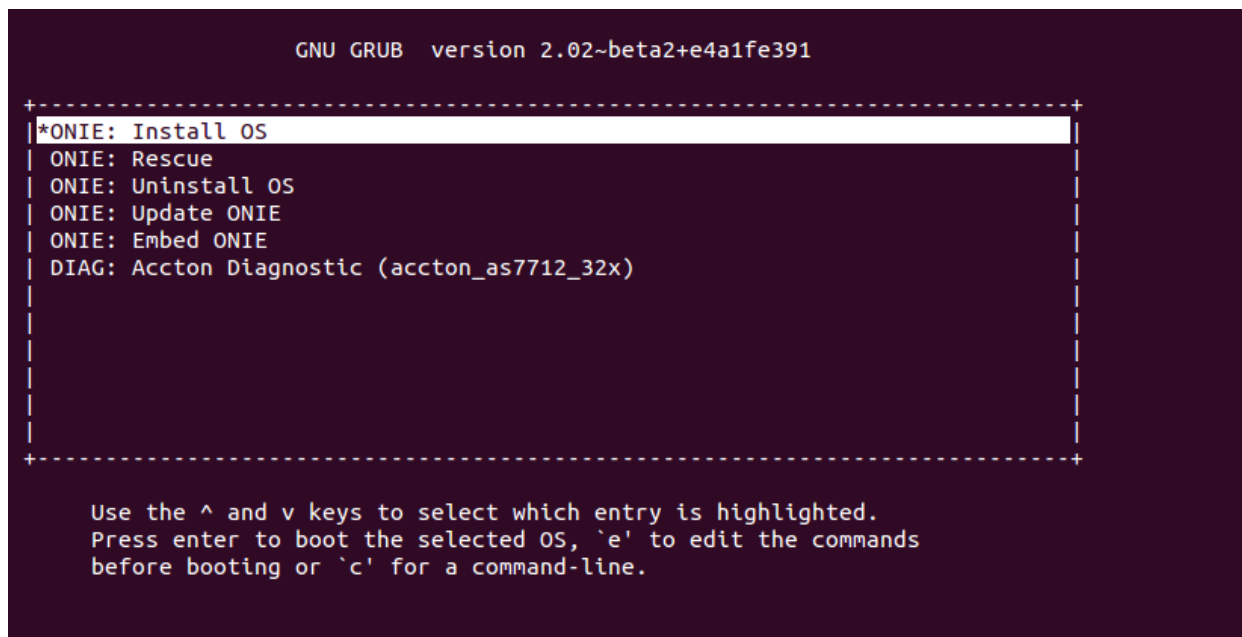 GNU GRUB version 2.02~beta2+e4a1fe391
*ONIE: Install OS
ONIE: Rescue
ONIE: Uninstall OS
ONIE: Update ONIE
ONIE: Embed ONIE
DIAG: Accton Diagnostic (accton_as7712_32x)
Use the ^ and v keys to select which entry is highlighted.
Press enter to boot the selected OS, `e' to edit the commands
before booting or `c' for a command-line.